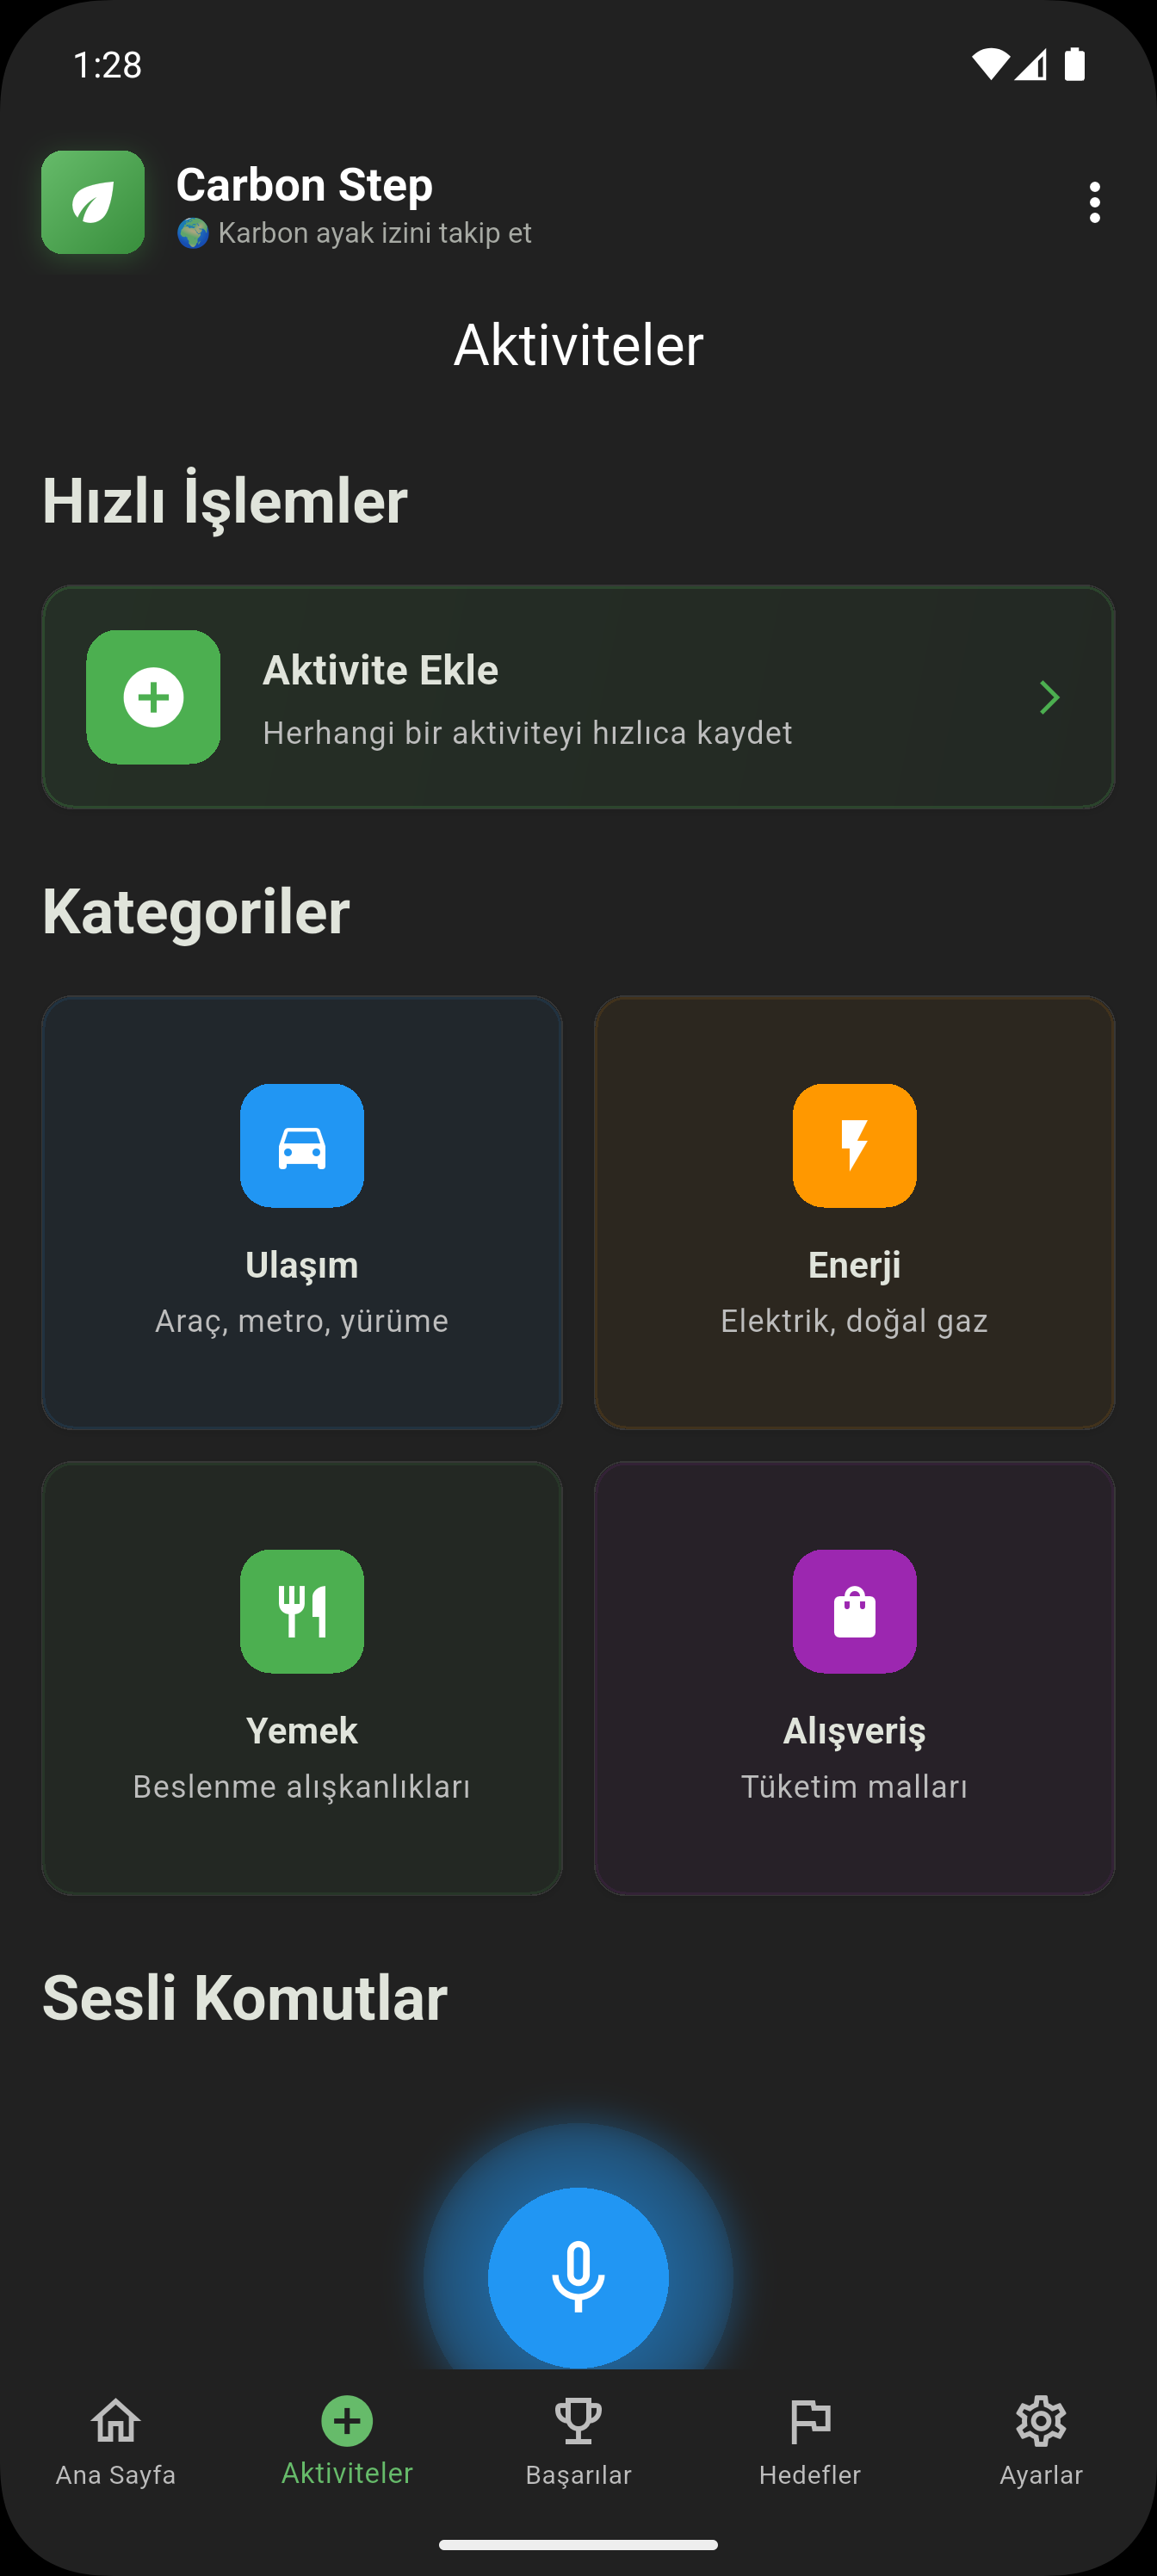 1:28
Carbon Step
🌍 Karbon ayak izini takip et
Aktiviteler
Hızlı İşlemler
Aktivite Ekle
Herhangi bir aktiviteyi hızlıca kaydet
Kategoriler
Ulaşım
Araç, metro, yürüme
Enerji
Elektrik, doğal gaz
Yemek
Beslenme alışkanlıkları
Alışveriş
Tüketim malları
Sesli Komutlar
Ana Sayfa
Aktiviteler
Başarılar
Hedefler
Ayarlar